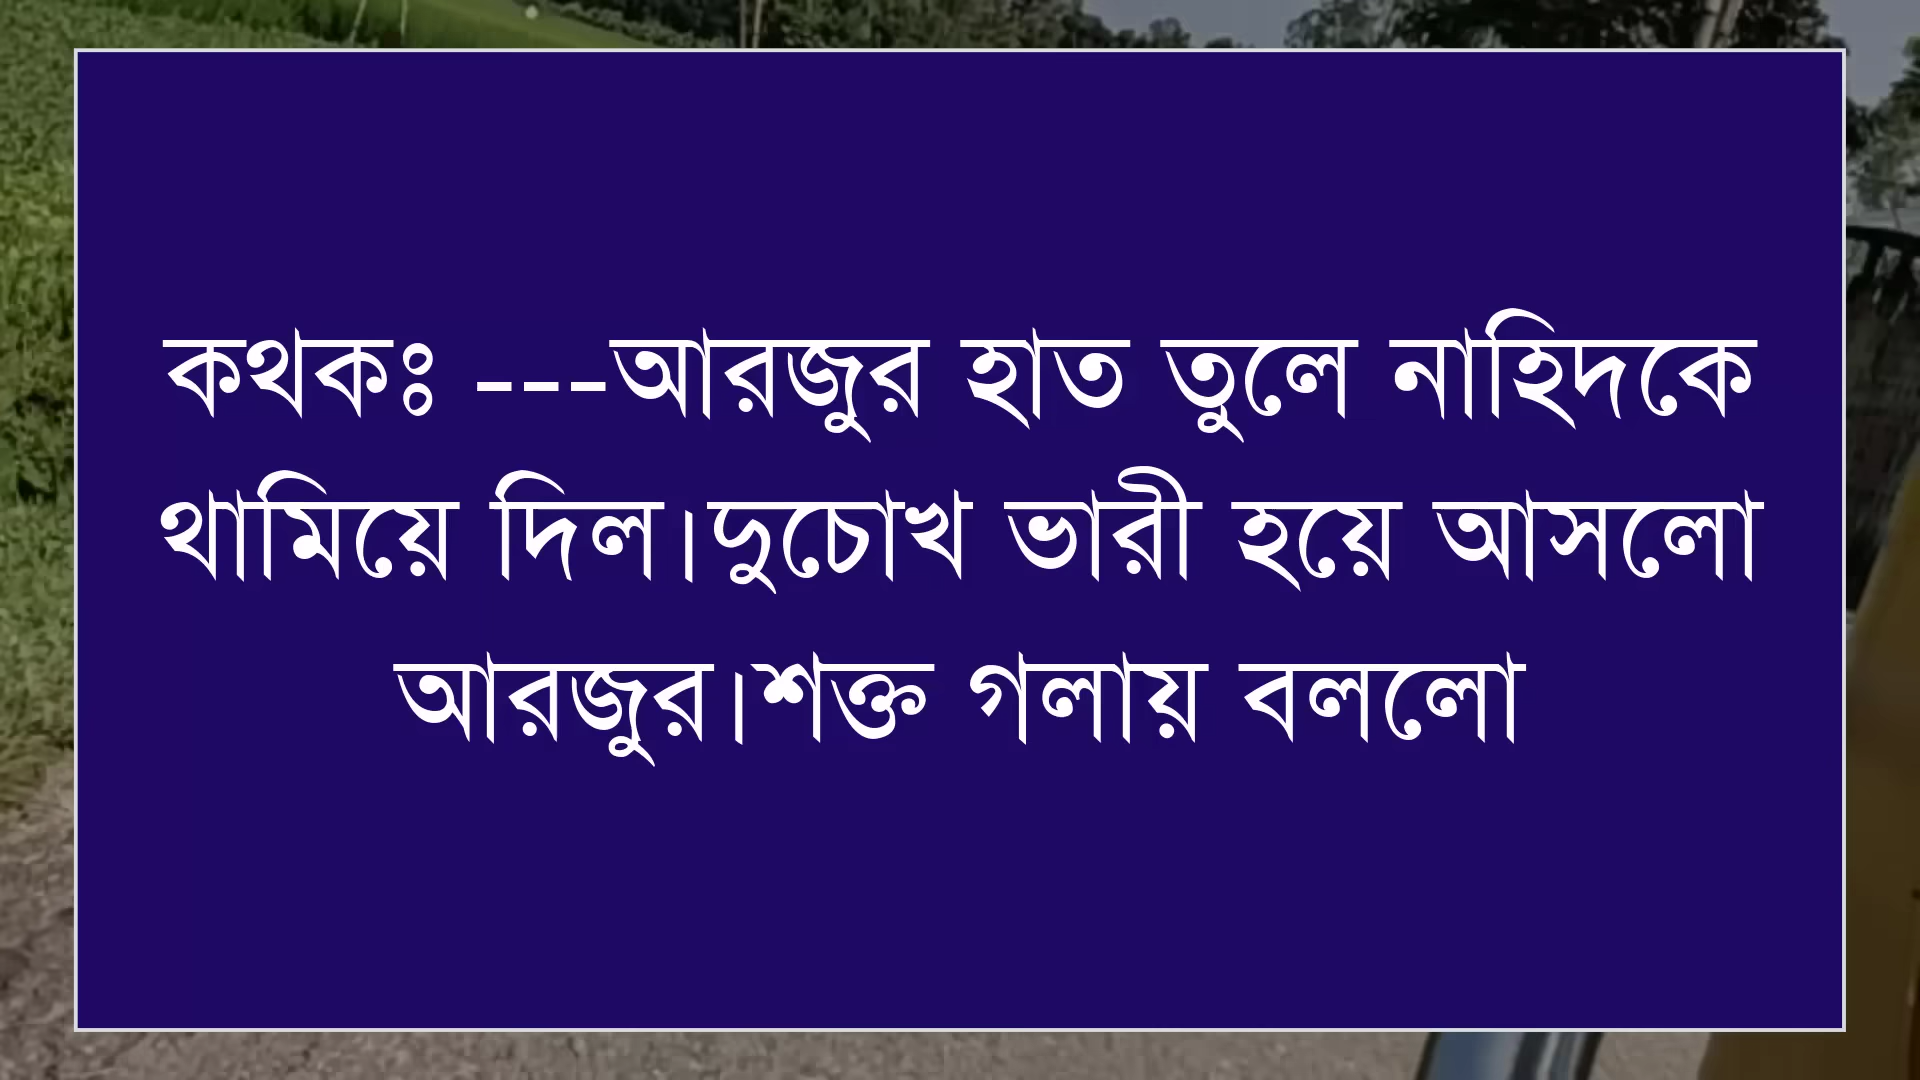 কথকঃ ---আরজুর হাত তুলে নাহিদকে
থামিয়ে দিল।দুচোখ ভারী হয়ে আসলো
আরজুর।শক্ত গলায় বললো